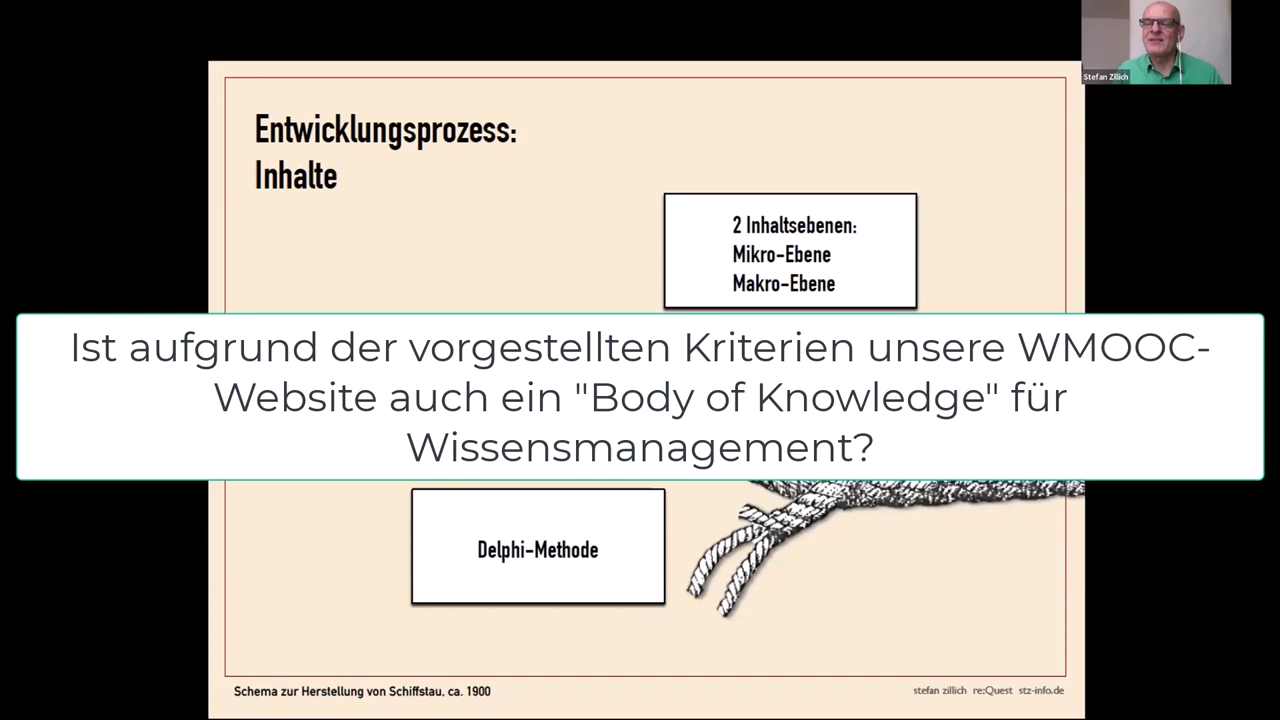 Stefan Zillich
Entwicklungsprozess:
Inhalte
2 Inhaltsebenen:
Mikro-Ebene
Makro-Ebene
Ist aufgrund der vorgestellten Kriterien unsere WMOOC-
Website auch ein "Body of Knowledge" für
Wissensmanagement?
Delphi-Methode
Schema zur Herstellung von Schiffstau, ca. 1900
stefan zillich re:Quest stz-info.de